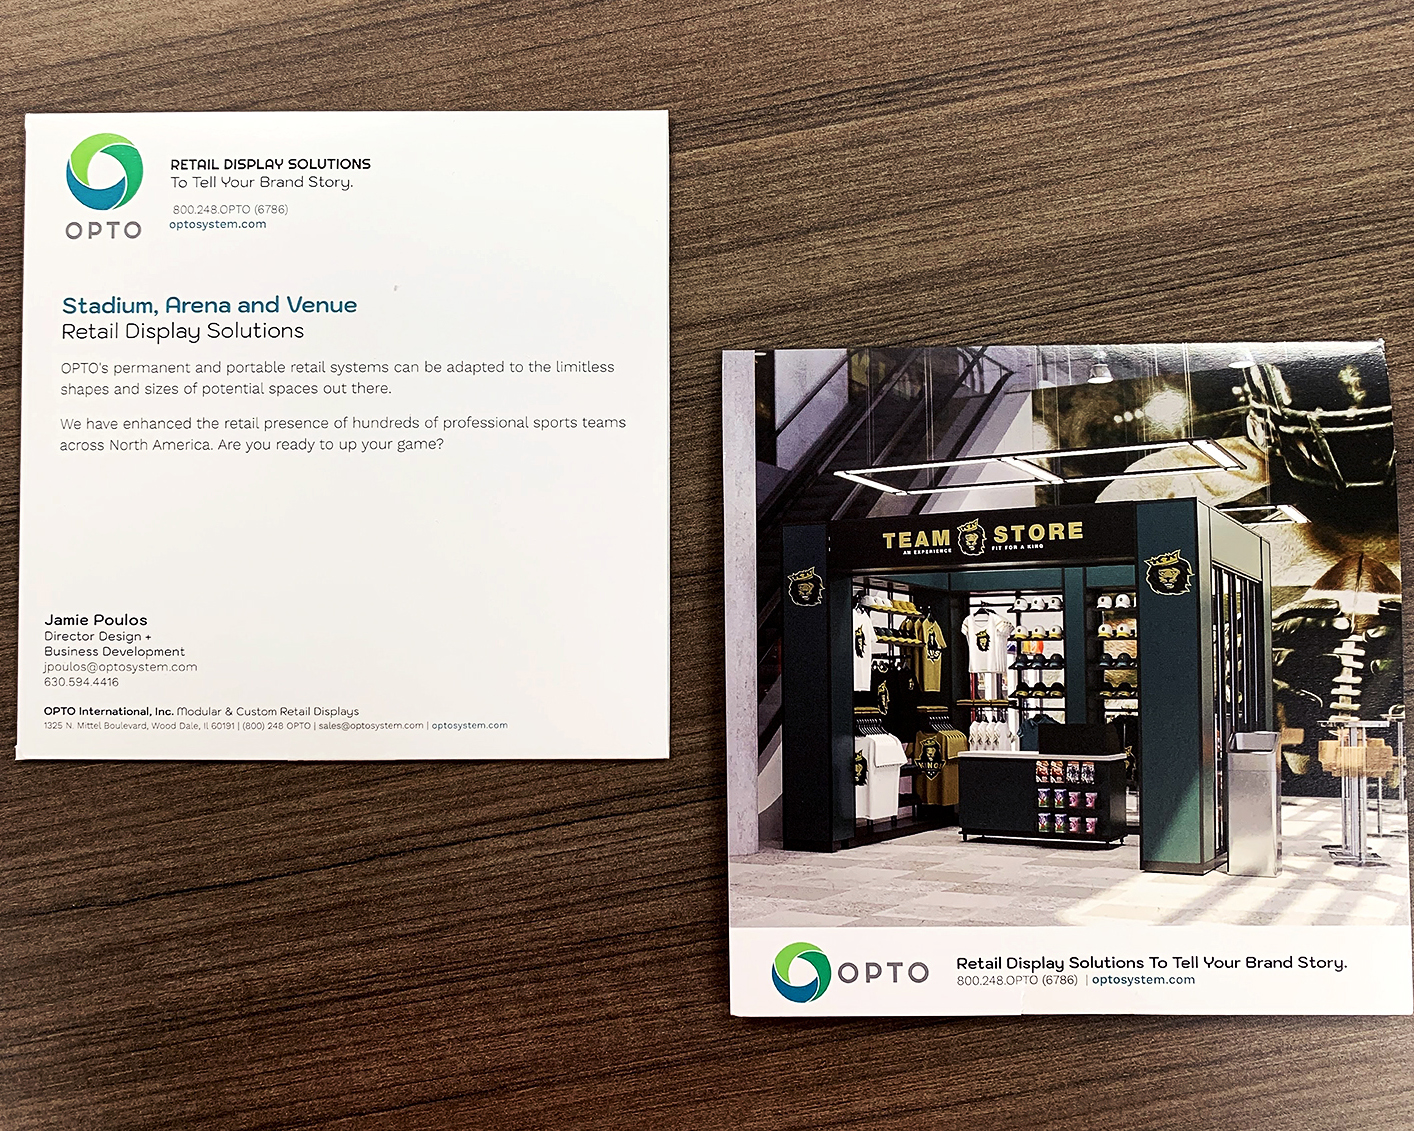 OPTO
RETAIL DISPLAY SOLUTIONS
To Tell Your Brand Story.
800.248.OPTO (6786)
optosystem.com
Stadium, Arena and Venue
Retail Display Solutions
OPTO's permanent and portable retail systems can be adapted to the limitless
shapes and sizes of potential spaces out there.
We have enhanced the retail presence of hundreds of professional sports teams
across North America. Are you ready to up your game?
Jamie Poulos
Director Design +
Business Development
jpoulos@optosystem.com
630.594.4416
OPTO International, Inc. Modular & Custom Retail Displays
1325 N. Mittel Boulevard, Wood Dale, Il 60191 | (800) 248 OPTO | sales@optosystem.com | optosystem.com
TEAM STORE
AN EXPERIENCE FIT FOR A KING
OPTO
Retail Display Solutions To Tell Your Brand Story.
800.248.OPTO (6786) | optosystem.com